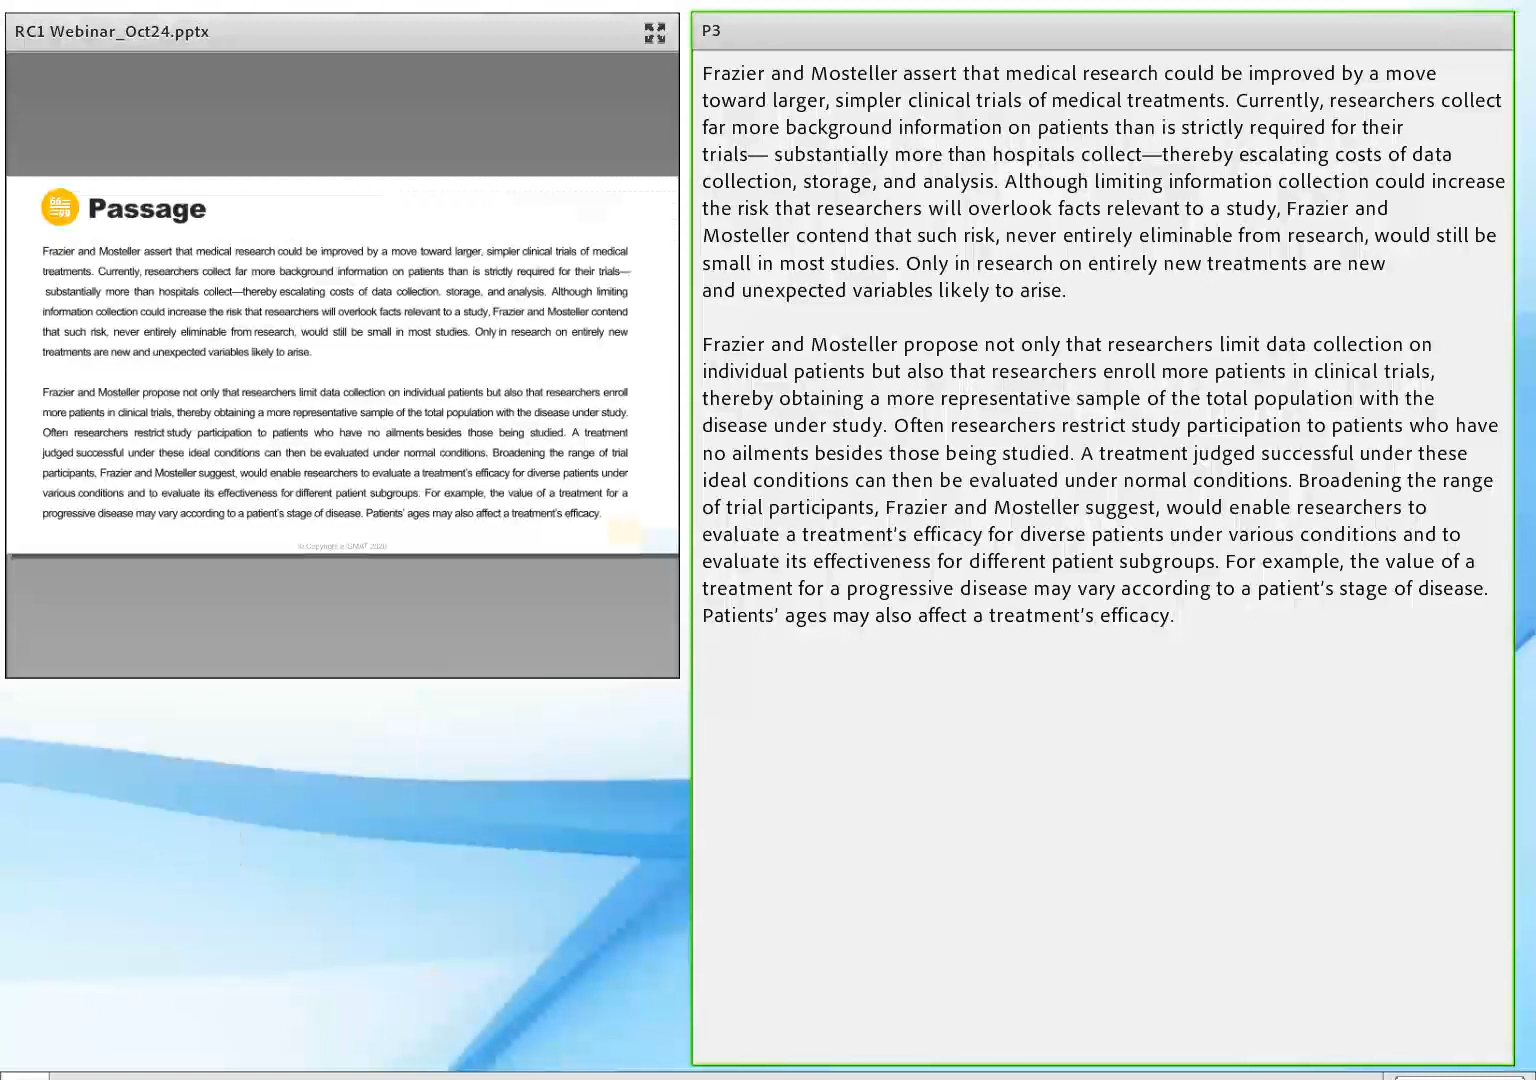 RC1 Webinar_Oct24.pptx
Passage
Frazier and Mosteller assert that medical research could be improved by a move toward larger, simpler clinical trials of medical
treatments. Currently, researchers collect far more background information on patients than is strictly required for their trials—
substantially more than hospitals collect—thereby escalating costs of data collection, storage, and analysis. Although limiting
information collection could increase the risk that researchers will overlook facts relevant to a study, Frazier and Mosteller contend
that such risk, never entirely eliminable from research, would still be small in most studies. Only in research on entirely new
treatments are new and unexpected variables likely to arise.
Frazier and Mosteller propose not only that researchers limit data collection on individual patients but also that researchers enroll
more patients in clinical trials, thereby obtaining a more representative sample of the total population with the disease under study.
Often researchers restrict study participation to patients who have no ailments besides those being studied. A treatment
judged successful under these ideal conditions can then be evaluated under normal conditions. Broadening the range of trial
participants, Frazier and Mosteller suggest, would enable researchers to evaluate a treatment's efficacy for diverse patients under
various conditions and to evaluate its effectiveness for different patient subgroups. For example, the value of a treatment for a
progressive disease may vary according to a patient's stage of disease. Patients' ages may also affect a treatment's efficacy.
© Copyright e-GMAT 2020
P3
Frazier and Mosteller assert that medical research could be improved by a move
toward larger, simpler clinical trials of medical treatments. Currently, researchers collect
far more background information on patients than is strictly required for their
trials— substantially more than hospitals collect—thereby escalating costs of data
collection, storage, and analysis. Although limiting information collection could increase
the risk that researchers will overlook facts relevant to a study, Frazier and
Mosteller contend that such risk, never entirely eliminable from research, would still be
small in most studies. Only in research on entirely new treatments are new
and unexpected variables likely to arise.
Frazier and Mosteller propose not only that researchers limit data collection on
individual patients but also that researchers enroll more patients in clinical trials,
thereby obtaining a more representative sample of the total population with the
disease under study. Often researchers restrict study participation to patients who have
no ailments besides those being studied. A treatment judged successful under these
ideal conditions can then be evaluated under normal conditions. Broadening the range
of trial participants, Frazier and Mosteller suggest, would enable researchers to
evaluate a treatment's efficacy for diverse patients under various conditions and to
evaluate its effectiveness for different patient subgroups. For example, the value of a
treatment for a progressive disease may vary according to a patient's stage of disease.
Patients' ages may also affect a treatment's efficacy.